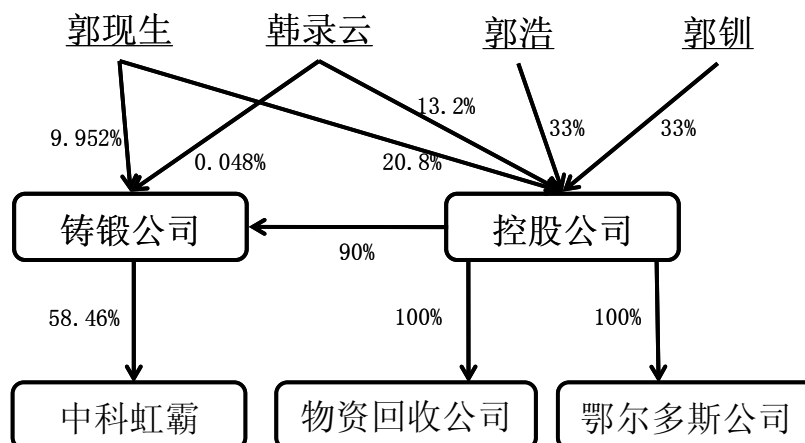 郭现生 韩录云 郭浩 郭钏
13.2%
9.952% 0.048% 20.8% 33% 33%
铸锻公司 控股公司
90%
58.46% 100% 100%
中科虹霸 物资回收公司 鄂尔多斯公司